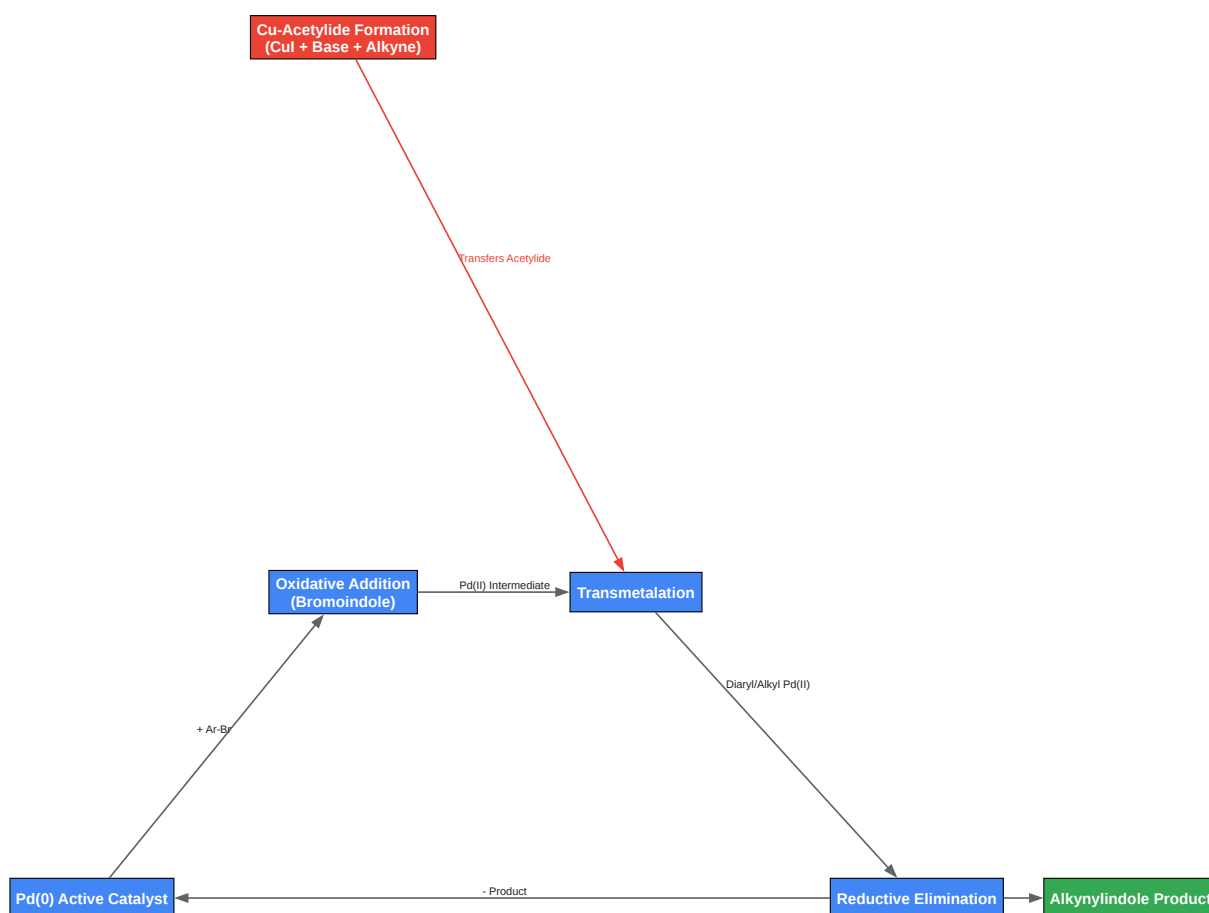 Cu-Acetylide Formation
(CuI + Base + Alkyne)
Transfers Acetylide
Oxidative Addition
(Bromoindole)
Pd(II) Intermediate
Transmetalation
Diaryl/Alkyl Pd(II)
+ Ar-Br
Pd(0) Active Catalyst
- Product
Reductive Elimination
Alkynylindole Product